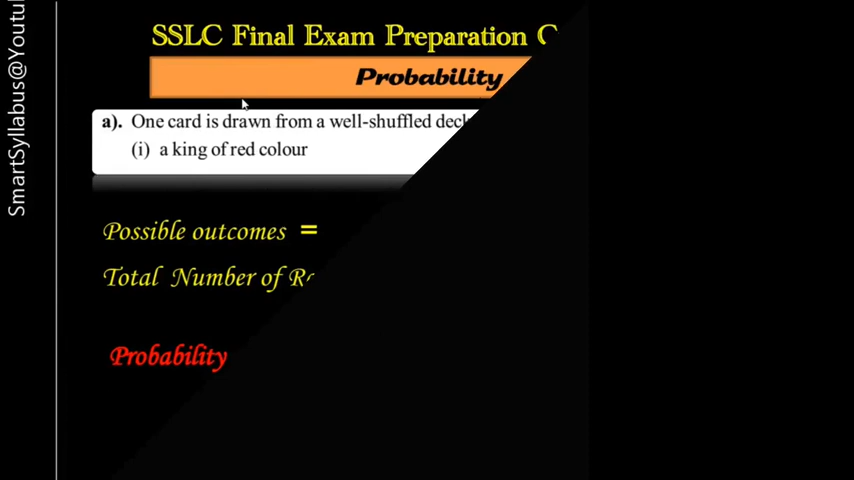 SmartSyllabus@Youtu
SSLC Final Exam Preparation
Probability
a). One card is drawn from a well-shuffled
(i) a king of red colour
Possible outcomes =
Total Number of
Probability